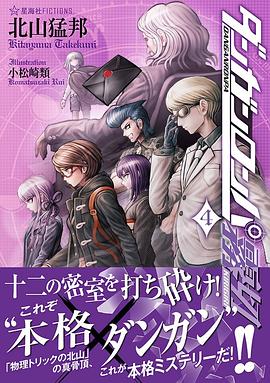 星海社FICTIONS
北山猛邦
Kitayama Takekuni
Illustration
小松崎類
Komatsuzaki Rui
ダンガンロンパ
DANGANRONPA
霧切
KIRIGIRI
4
十二の密室を打ち砕け!
これぞ
“本格×ダンガン”
「物理トリックの北山」
の真骨頂、
これが本格ミステリーだ!!